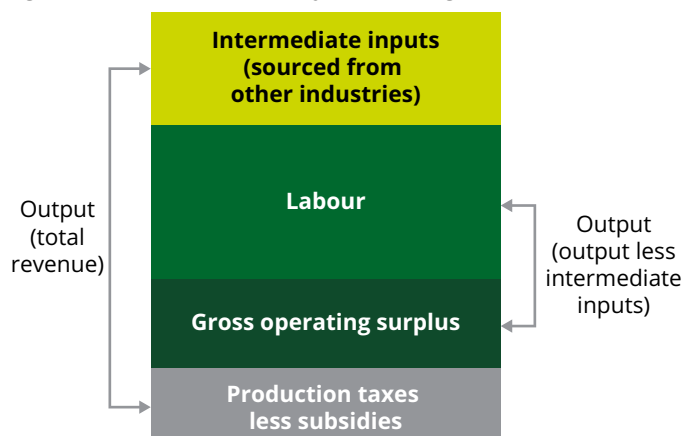 Intermediate inputs
(sourced from
other industries)
Labour
Gross operating surplus
Production taxes
less subsidies
Output
(total
revenue)
Output
(output less
intermediate
inputs)